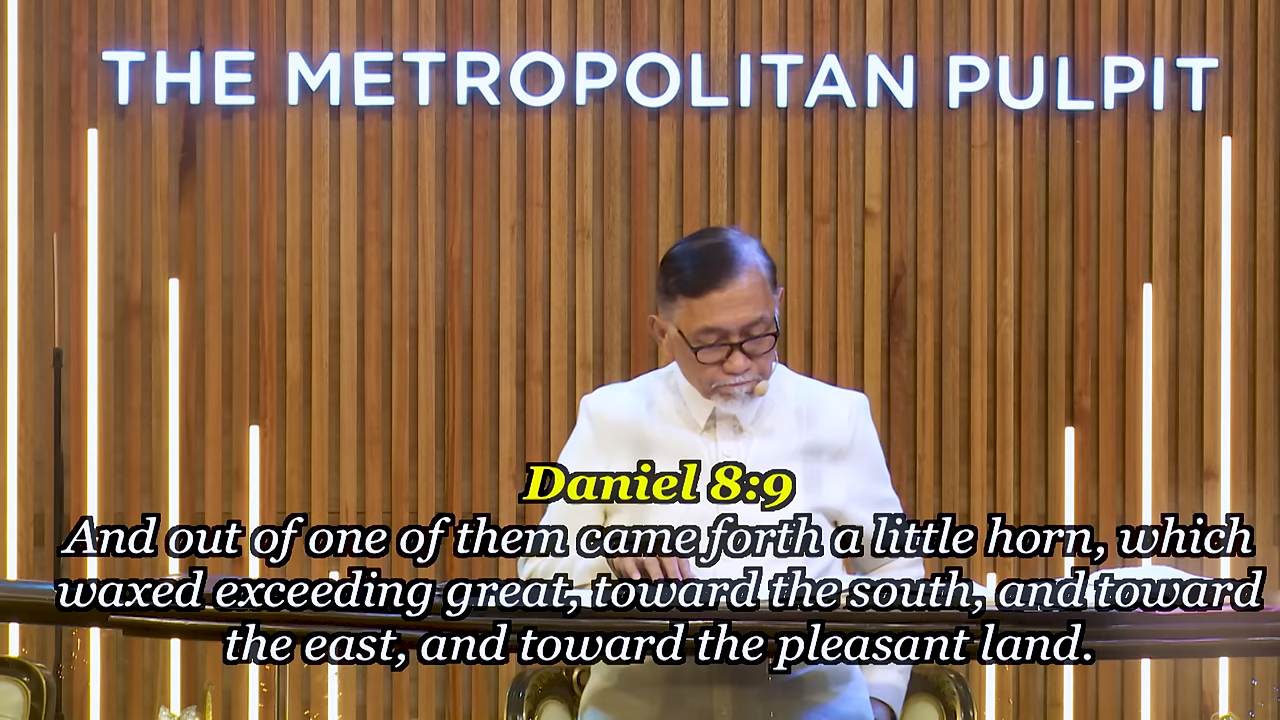 THE METROPOLITAN PULPIT
Daniel 8:9
And out of one of them came forth a little horn, which
waxed exceeding great, toward the south, and toward
the east, and toward the pleasant land.